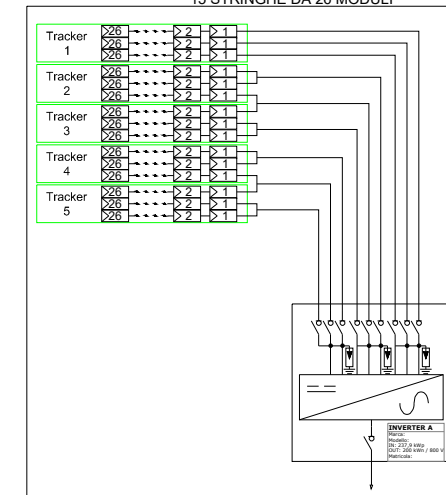 15 STRINGHE DA 26 MODULI
Tracker 1
26 2 1
26 2 1
26 2 1
Tracker 2
26 2 1
26 2 1
26 2 1
Tracker 3
26 2 1
26 2 1
26 2 1
Tracker 4
26 2 1
26 2 1
26 2 1
Tracker 5
26 2 1
26 2 1
26 2 1
INVERTER A
Marca:
Modello:
IN: 237,9 kWp
OUT: 200 kWn / 800 V
Matricola: